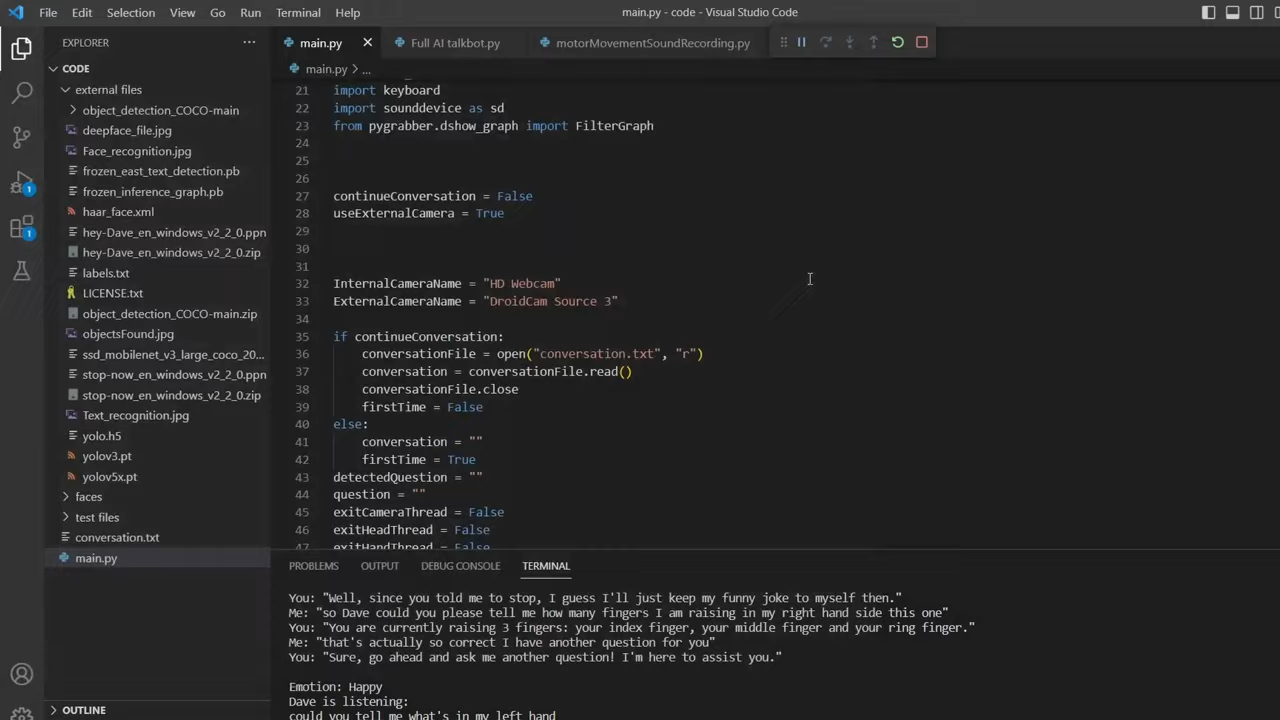 File Edit Selection View Go Run Terminal Help
main.py - code - Visual Studio Code
EXPLORER
CODE
external files
object_detection_COCO-main
deepface_file.jpg
Face_recognition.jpg
frozen_east_text_detection.pb
frozen_inference_graph.pb
haar_face.xml
hey-Dave_en_windows_v2_2_0.ppn
hey-Dave_en_windows_v2_2_0.zip
labels.txt
LICENSE.txt
object_detection_COCO-main.zip
objectsFound.jpg
ssd_mobilenet_v3_large_coco_20...
stop-now_en_windows_v2_2_0.ppn
stop-now_en_windows_v2_2_0.zip
Text_recognition.jpg
yolo.h5
yolov3.pt
yolov5x.pt
faces
test files
conversation.txt
main.py
OUTLINE
1
1
main.py Full AI talkbot.py motorMovementSoundRecording.py
main.py > ...
21 import keyboard
22 import sounddevice as sd
23 from pygrabber.dshow_graph import FilterGraph
24
25
26
27 continueConversation = False
28 useExternalCamera = True
29
30
31
32 InternalCameraName = "HD Webcam"
33 ExternalCameraName = "DroidCam Source 3"
34
35 if continueConversation:
36 conversationFile = open("conversation.txt", "r")
37 conversation = conversationFile.read()
38 conversationFile.close
39 firstTime = False
40 else:
41 conversation = ""
42 firstTime = True
43 detectedQuestion = ""
44 question = ""
45 exitCameraThread = False
46 exitHeadThread = False
47 exitHandThread = False
PROBLEMS OUTPUT DEBUG CONSOLE TERMINAL
You: "Well, since you told me to stop, I guess I'll just keep my funny joke to myself then."
Me: "so Dave could you please tell me how many fingers I am raising in my right hand side this one"
You: "You are currently raising 3 fingers: your index finger, your middle finger and your ring finger."
Me: "that's actually so correct I have another question for you"
You: "Sure, go ahead and ask me another question! I'm here to assist you."
Emotion: Happy
Dave is listening:
could you tell me what's in my left hand